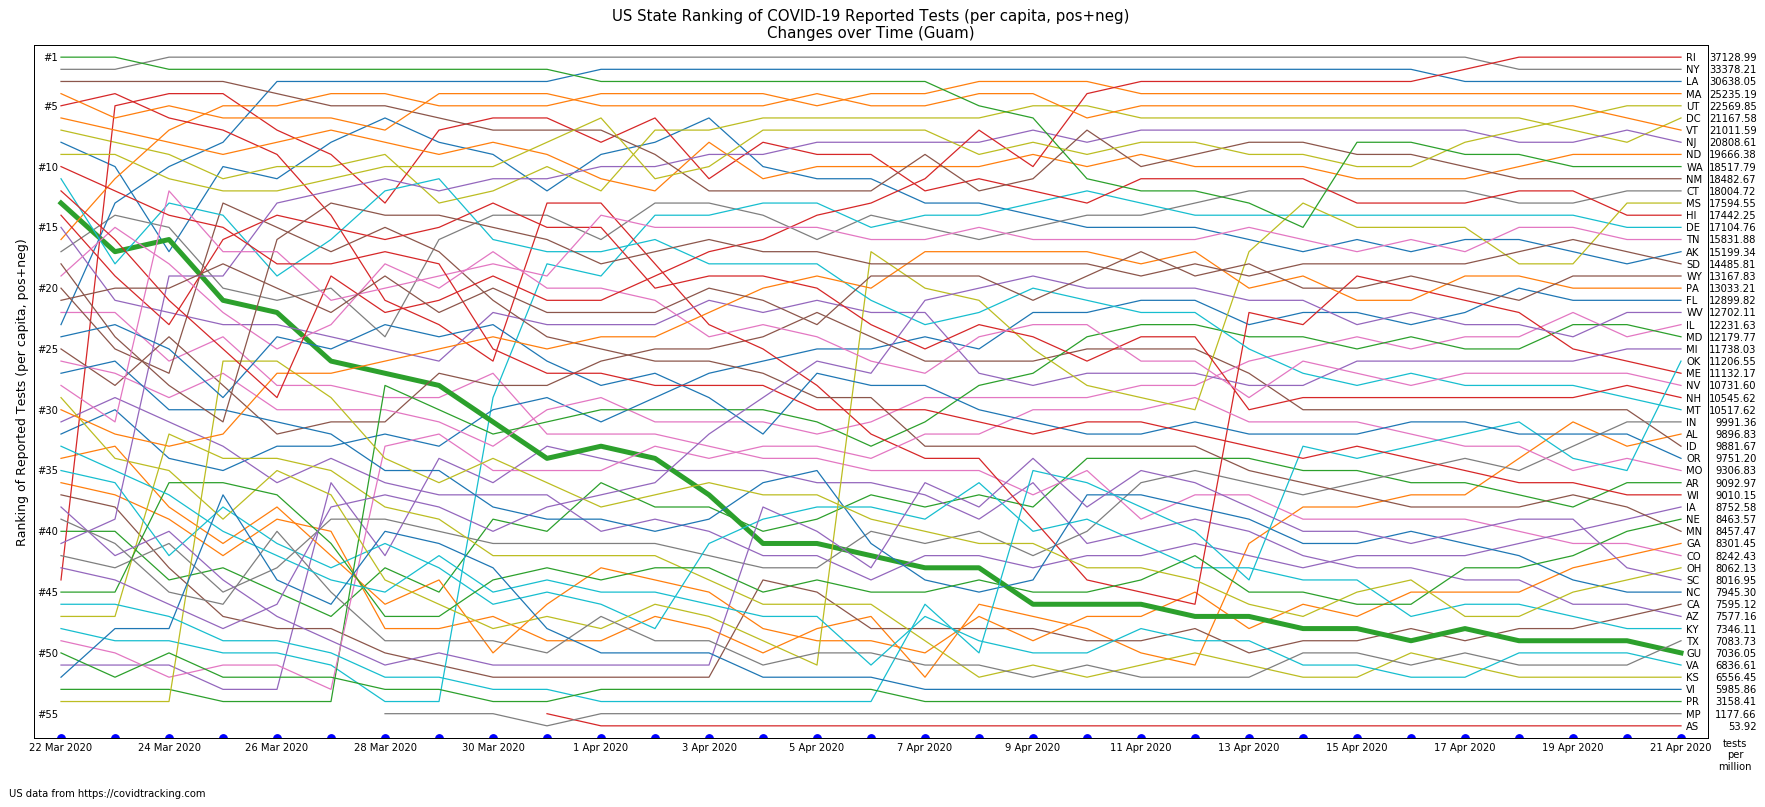 US State Ranking of COVID-19 Reported Tests (per capita, pos+neg)
Changes over Time (Guam)
Ranking of Reported Tests (per capita, pos+neg)
#1
#5
#10
#15
#20
#25
#30
#35
#40
#45
#50
#55
RI 37128.99
NY 33378.21
LA 30638.05
MA 25235.19
UT 22569.85
DC 21167.58
VT 21011.59
NJ 20808.61
ND 19666.38
WA 18517.79
NM 18482.67
CT 18004.72
MS 17594.55
HI 17442.25
DE 17104.76
TN 15831.88
AK 15199.34
SD 14485.81
WY 13167.83
PA 13033.21
FL 12899.82
WV 12702.11
IL 12231.63
MD 12179.77
MI 11738.03
OK 11206.55
ME 11132.17
NV 10731.60
NH 10545.62
MT 10517.62
IN 9991.36
AL 9896.83
ID 9881.67
OR 9751.20
MO 9306.83
AR 9092.97
WI 9010.15
IA 8752.58
NE 8463.57
MN 8457.47
GA 8301.45
CO 8242.43
OH 8062.13
SC 8016.95
NC 7945.30
CA 7595.12
AZ 7577.16
KY 7346.11
TX 7083.73
GU 7036.05
VA 6836.61
KS 6556.45
VI 5985.86
PR 3158.41
MP 1177.66
AS 53.92
22 Mar 2020
24 Mar 2020
26 Mar 2020
28 Mar 2020
30 Mar 2020
1 Apr 2020
3 Apr 2020
5 Apr 2020
7 Apr 2020
9 Apr 2020
11 Apr 2020
13 Apr 2020
15 Apr 2020
17 Apr 2020
19 Apr 2020
21 Apr 2020
tests
per
million
US data from https://covidtracking.com